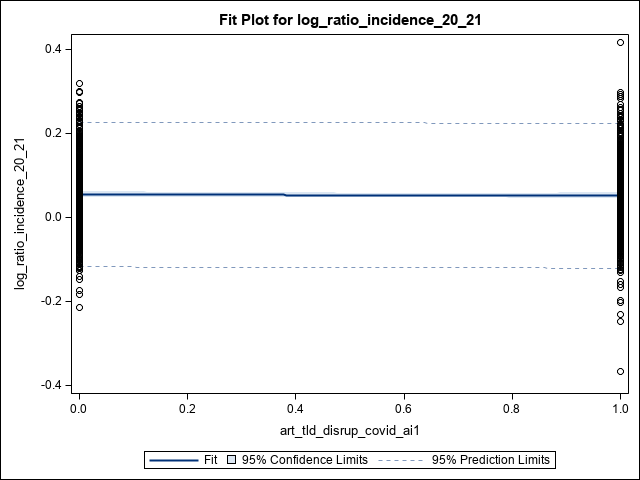 Fit Plot for log_ratio_incidence_20_21
0.4
0.2
0.0
-0.2
-0.4
log_ratio_incidence_20_21
0.0 0.2 0.4 0.6 0.8 1.0
art_tld_disrup_covid_ai1
Fit 95% Confidence Limits 95% Prediction Limits